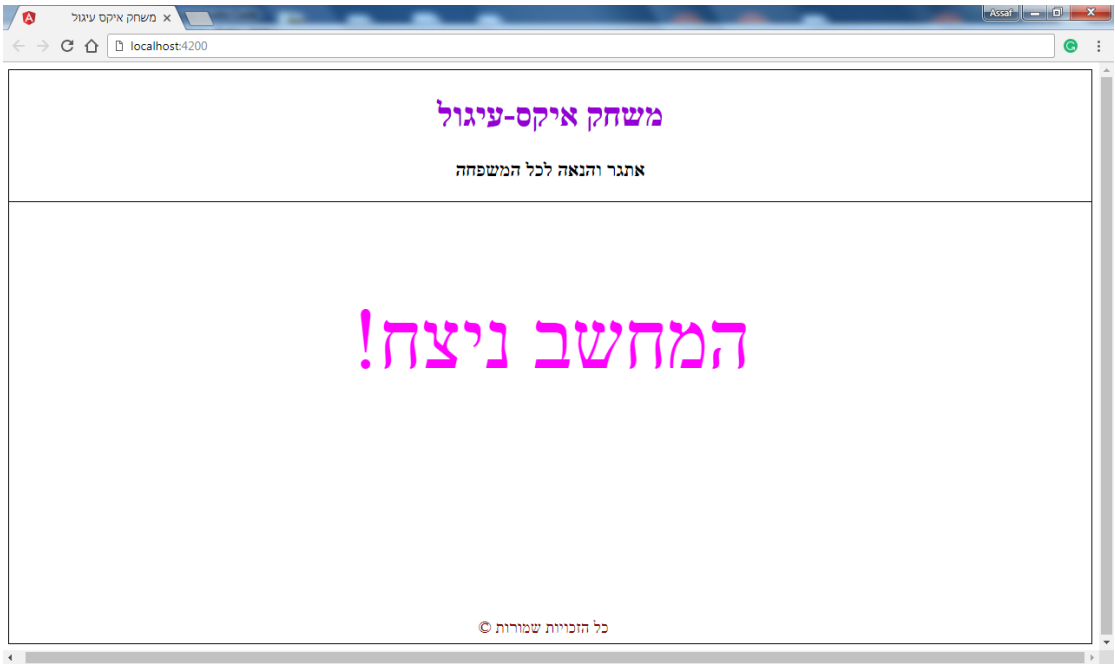 משחק איקס עיגול
Assaf
localhost:4200
משחק איקס-עיגול
אתגר והנאה לכל המשפחה
המחשב ניצח!
כל הזכויות שמורות ©